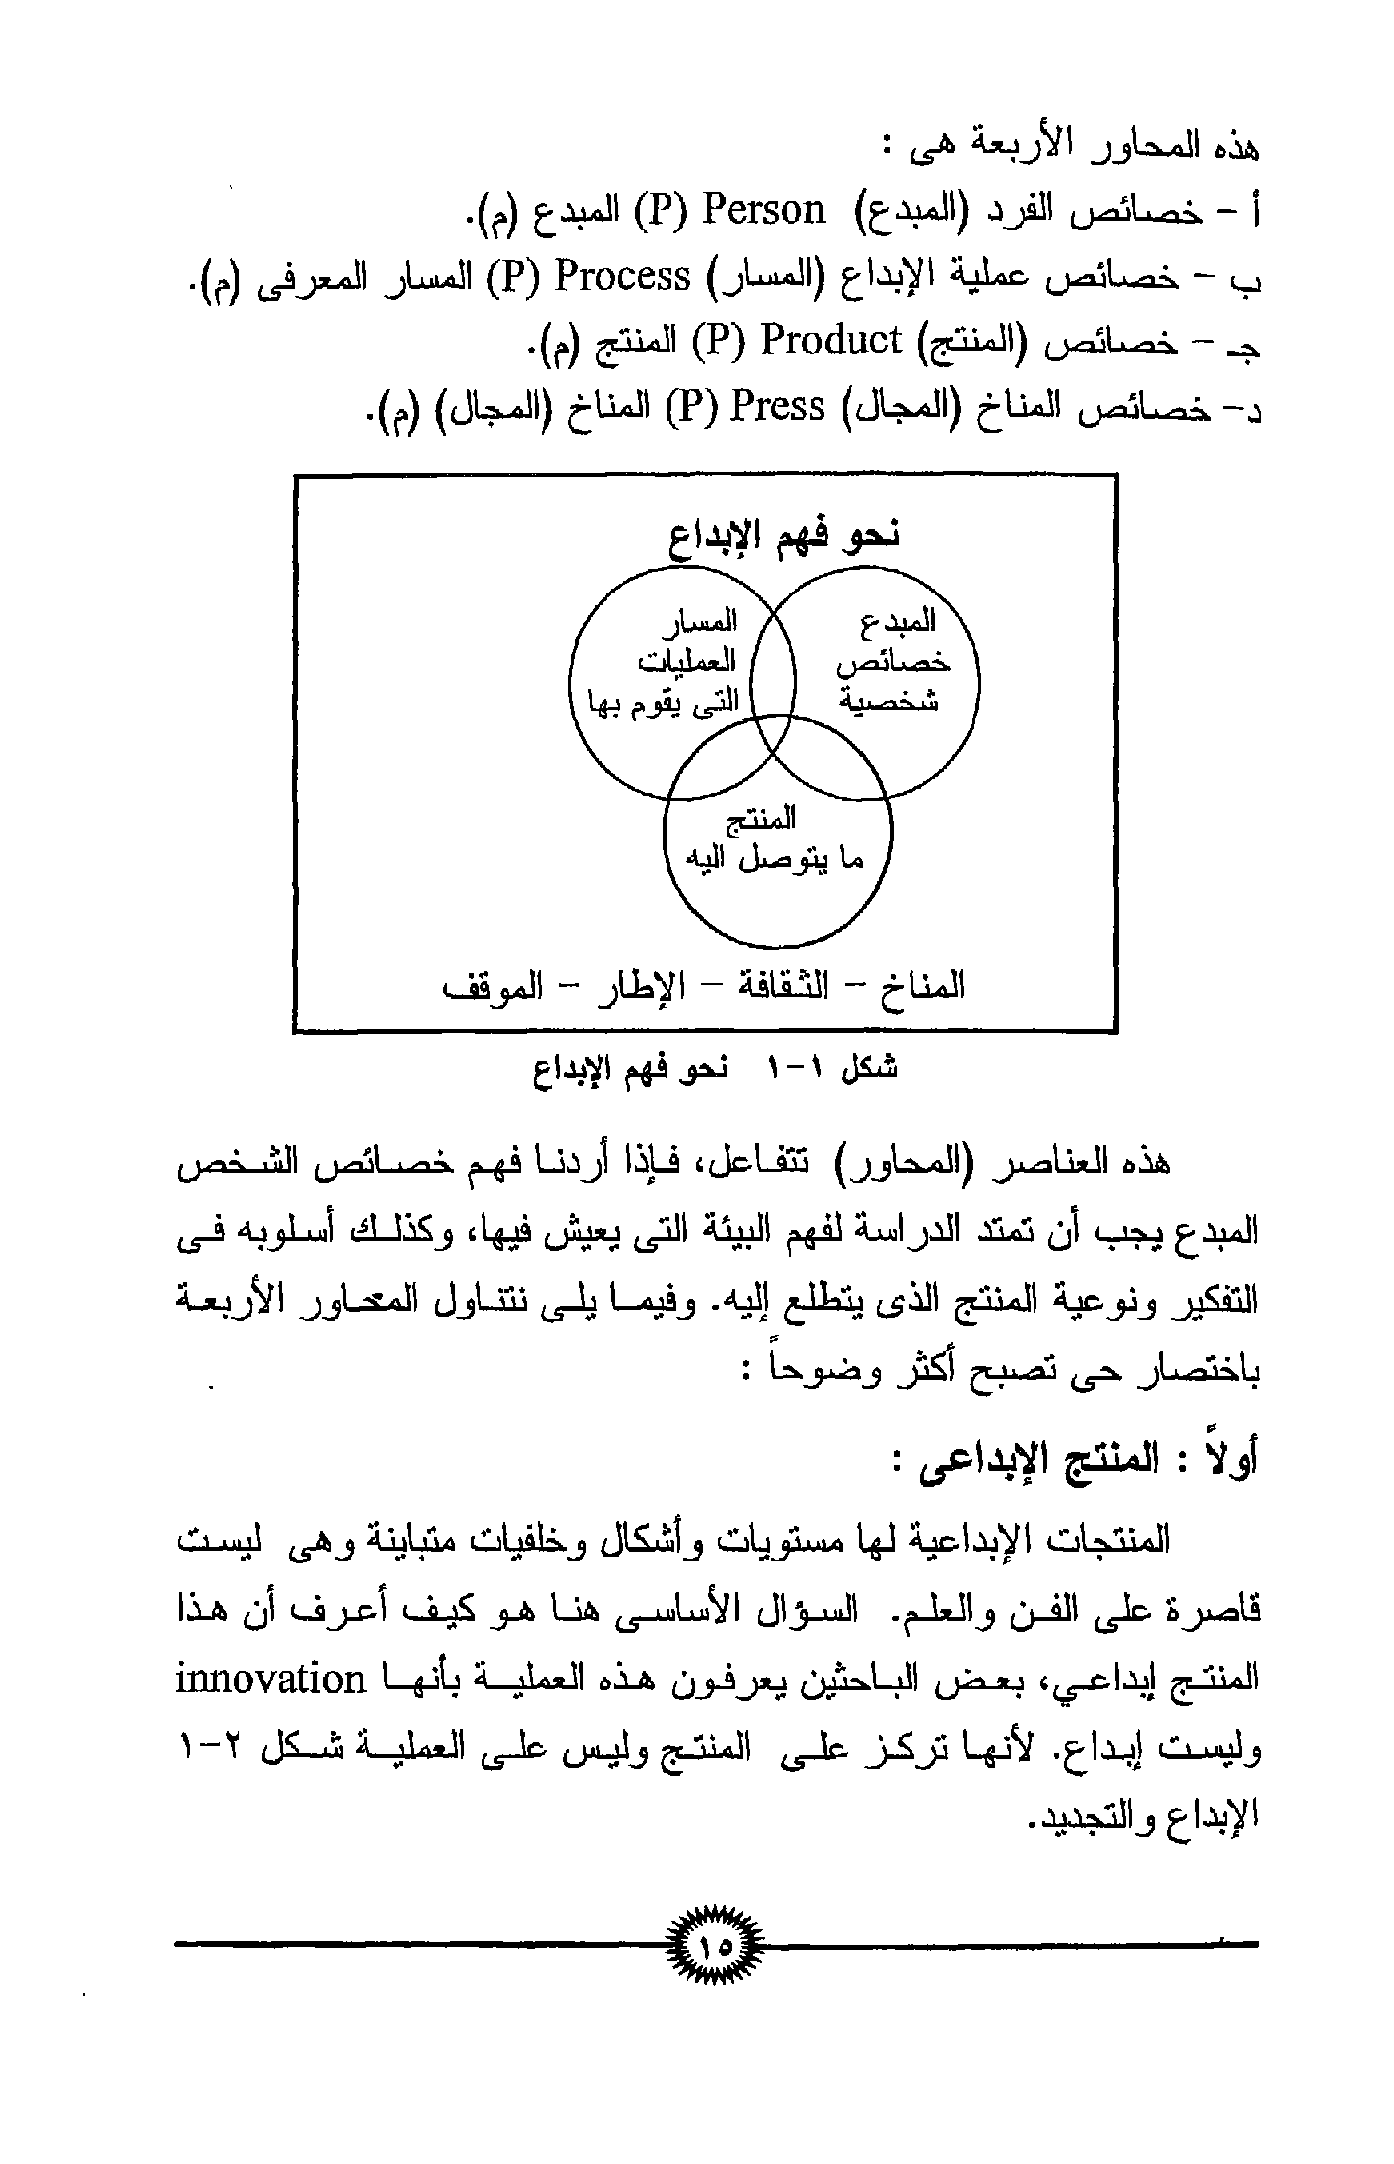 هذه المحاور الأربعة هى :
أ - خصائص الفرد (المبدع) Person (P) المبدع (م).
ب - خصائص عملية الإبداع (المسار) Process (P) المسار المعرفى (م).
جـ - خصائص (المنتج) Product (P) المنتج (م).
د- خصائص المناخ (المجال) Press (P) المناخ (المجال) (م).
نحو فهم الإبداع
المبدع
خصائص
شخصية
المسار
العمليات
التى يقوم بها
المنتج
ما يتوصل اليه
المناخ - الثقافة - الإطار - الموقف
شكل ١-١ نحو فهم الإبداع
هذه العناصر (المحاور) تتفاعل، فإذا أردنا فهم خصائص الشخص
المبدع يجب أن تمتد الدراسة لفهم البيئة التى يعيش فيها، وكذلك أسلوبه فى
التفكير ونوعية المنتج الذى يتطلع إليه. وفيما يلى نتناول المحاور الأربعة
باختصار حى تصبح أكثر وضوحاً :
أولاً : المنتج الإبداعى :
المنتجات الإبداعية لها مستويات وأشكال وخلفيات متباينة وهى ليست
قاصرة على الفن والعلم. السؤال الأساسى هنا هو كيف أعرف أن هذا
المنتج إبداعي، بعض الباحثين يعرفون هذه العملية بأنها innovation
وليست إبداع. لأنها تركز على المنتج وليس على العملية شكل ٢-١
الإبداع والتجديد.
١٥